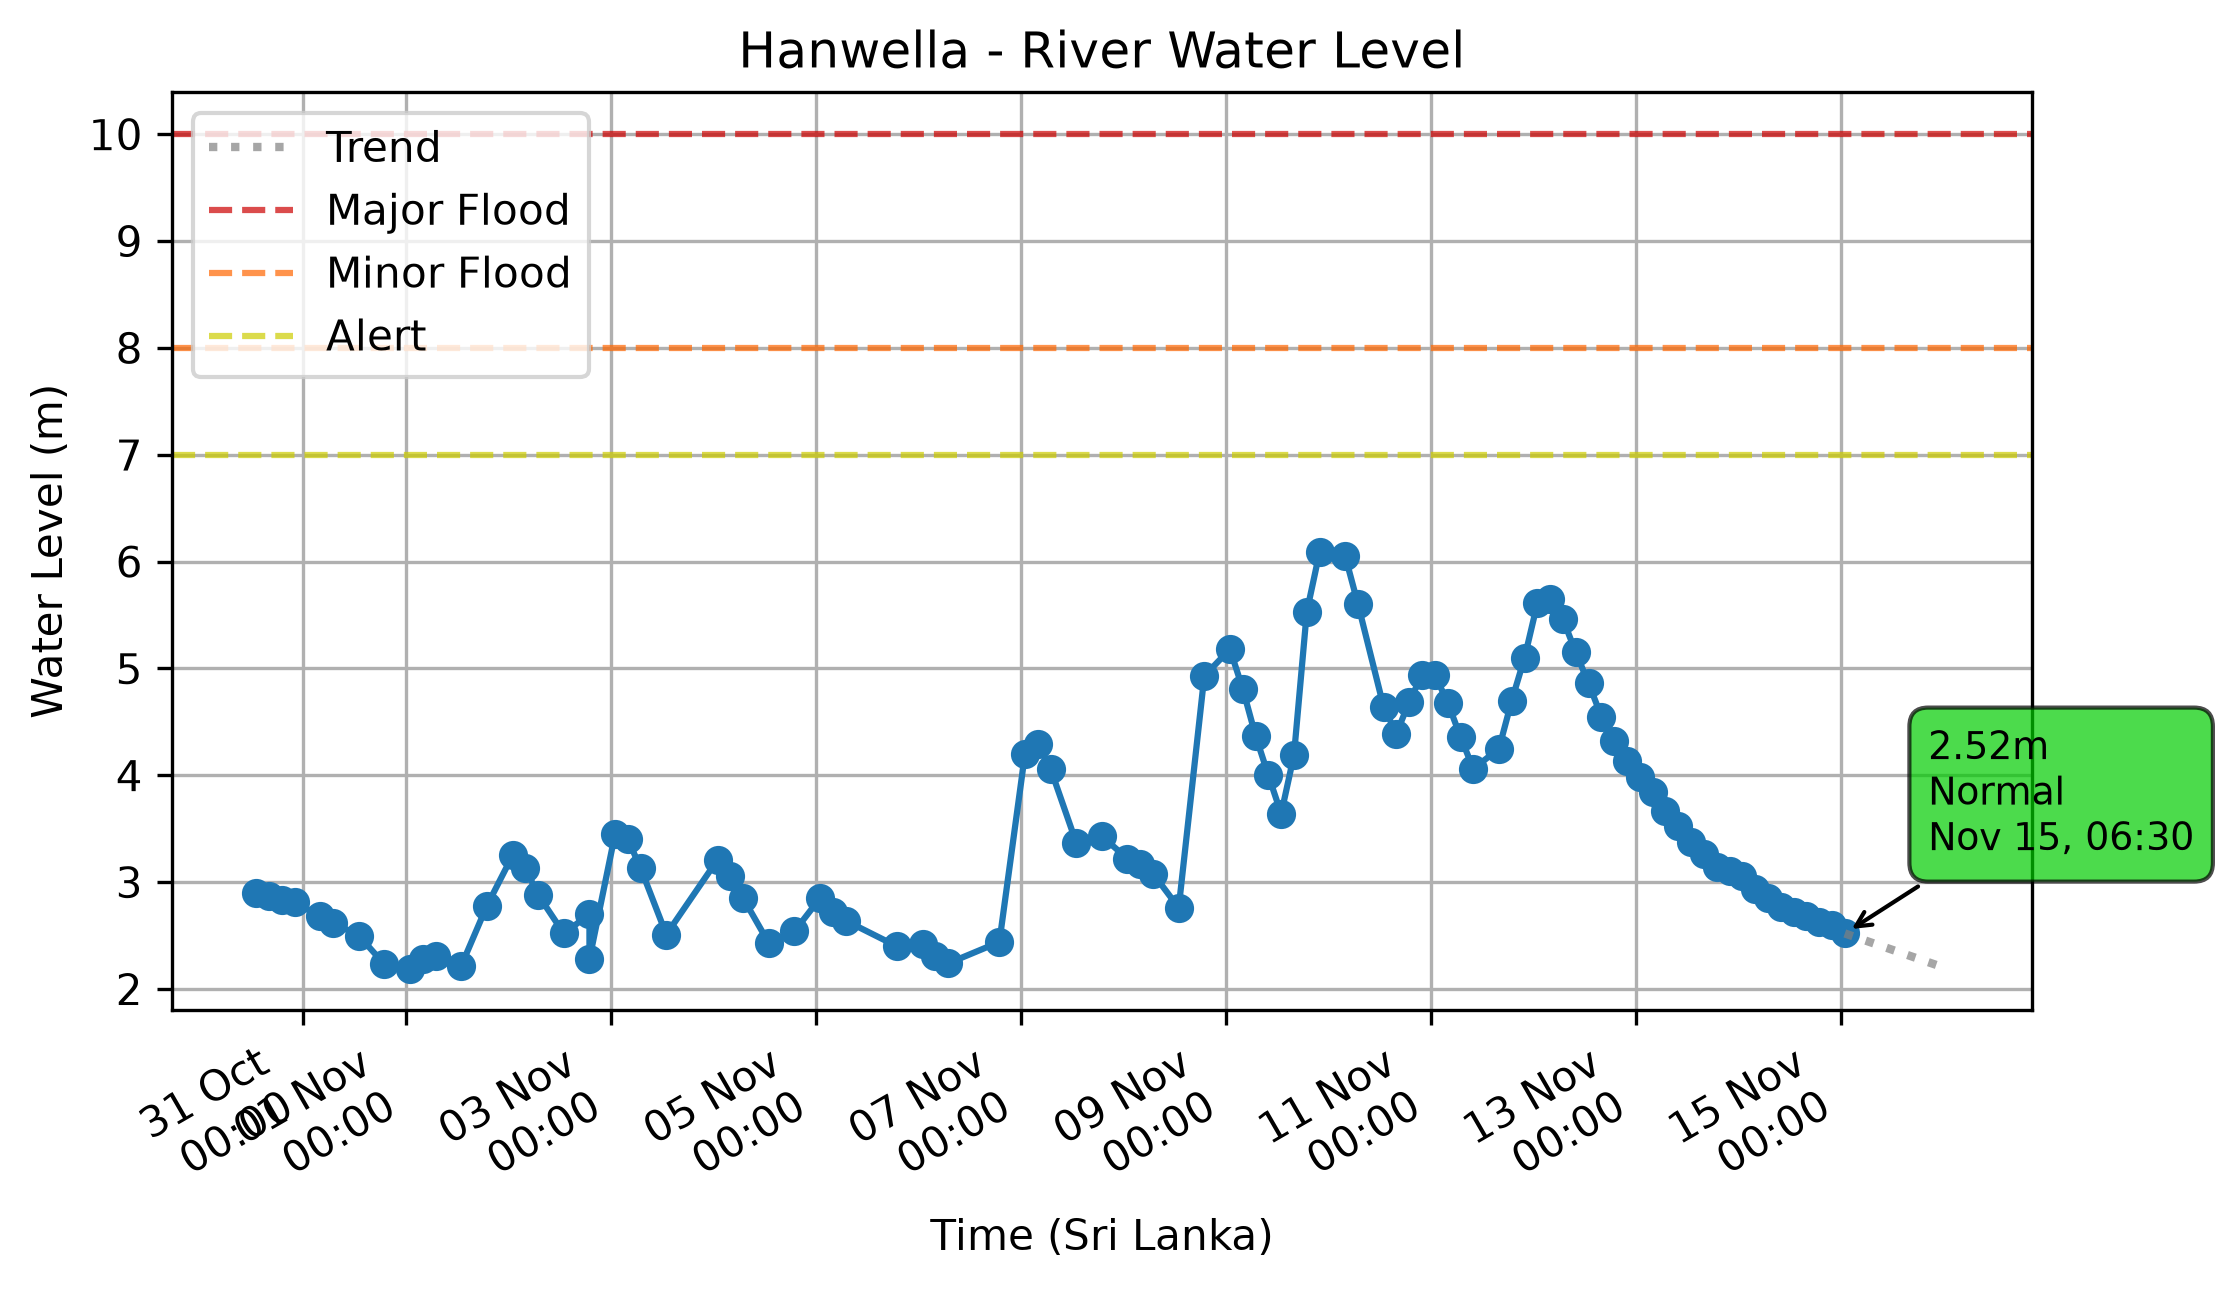 Hanwella - River Water Level
Trend
Major Flood
Minor Flood
Alert
10
9
8
7
6
5
4
3
2
Water Level (m)
2.52m
Normal
Nov 15, 06:30
31 Oct
00:00
01 Nov
00:00
03 Nov
00:00
05 Nov
00:00
07 Nov
00:00
09 Nov
00:00
11 Nov
00:00
13 Nov
00:00
15 Nov
00:00
Time (Sri Lanka)